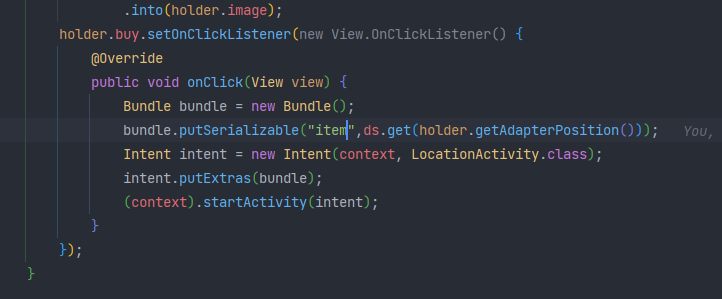 .into(holder.image);
holder.buy.setOnClickListener(new View.OnClickListener() {
@Override
public void onClick(View view) {
Bundle bundle = new Bundle();
bundle.putSerializable("item",ds.get(holder.getAdapterPosition())); You,
Intent intent = new Intent(context, LocationActivity.class);
intent.putExtras(bundle);
(context).startActivity(intent);
}
});
}